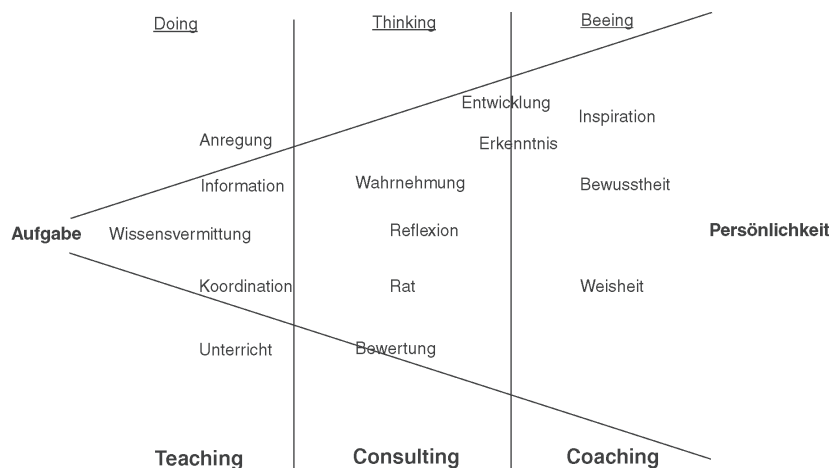 Doing
Thinking
Beeing
Entwicklung
Inspiration
Anregung
Erkenntnis
Information
Wahrnehmung
Bewusstheit
Aufgabe
Wissensvermittung
Reflexion
Persönlichkeit
Koordination
Rat
Weisheit
Unterricht
Bewertung
Teaching
Consulting
Coaching